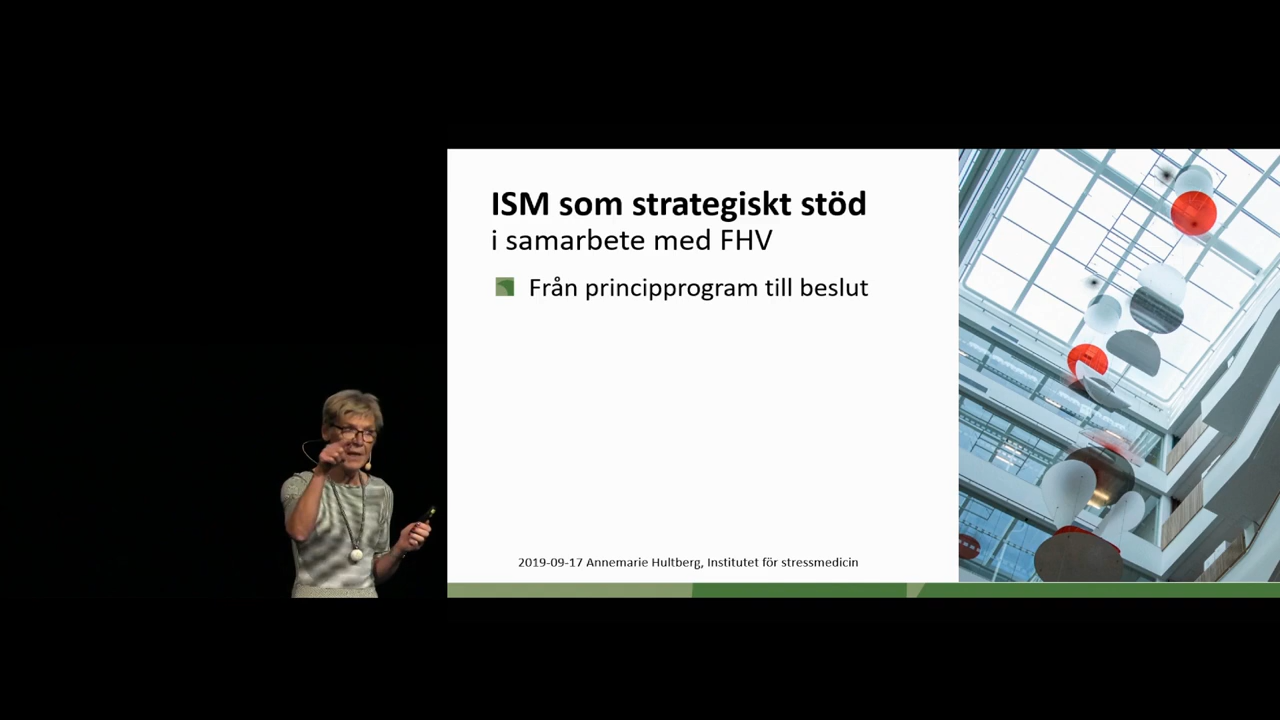 ISM som strategiskt stöd
i samarbete med FHV
Från principprogram till beslut
2019-09-17 Annemarie Hultberg, Institutet för stressmedicin